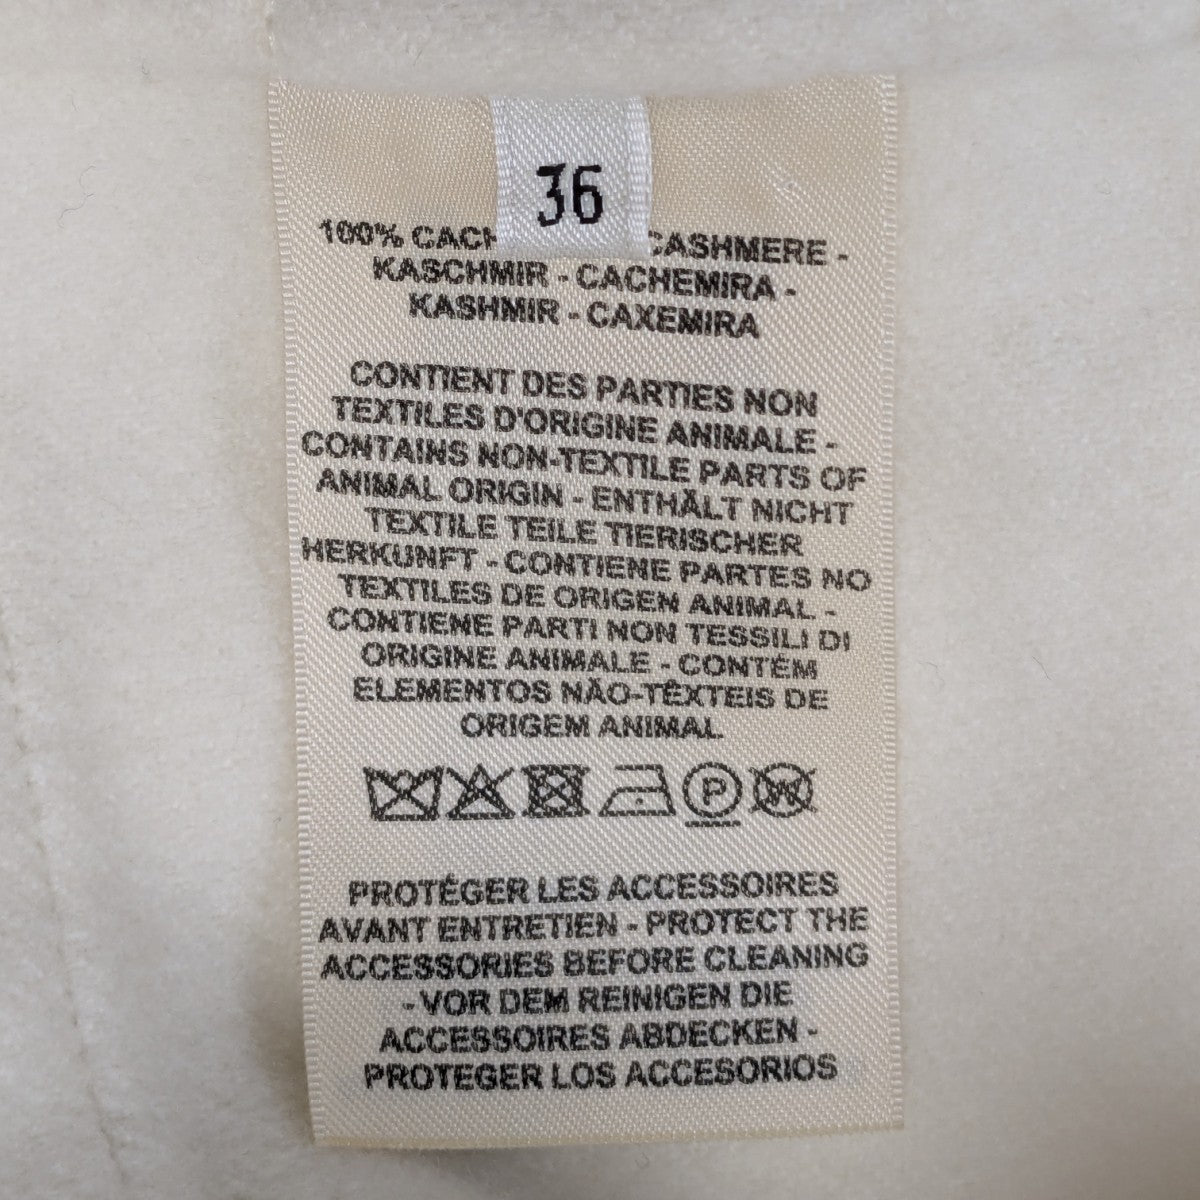 36
100% CACH CASHMERE -
KASCHMIR - CACHEMIRA -
KASHMIR - CAXEMIRA
CONTIENT DES PARTIES NON
TEXTILES D'ORIGINE ANIMALE -
CONTAINS NON-TEXTILE PARTS OF
ANIMAL ORIGIN - ENTHÄLT NICHT
TEXTILE TEILE TIERISCHER
HERKUNFT - CONTIENE PARTES NO
TEXTILES DE ORIGEN ANIMAL -
CONTIENE PARTI NON TESSILI DI
ORIGINE ANIMALE - CONTÉM
ELEMENTOS NÃO-TÊXTEIS DE
ORIGEM ANIMAL
P W
PROTÉGER LES ACCESSOIRES
AVANT ENTRETIEN - PROTECT THE
ACCESSORIES BEFORE CLEANING
- VOR DEM REINIGEN DIE
ACCESSOIRES ABDECKEN -
PROTEGER LOS ACCESORIOS